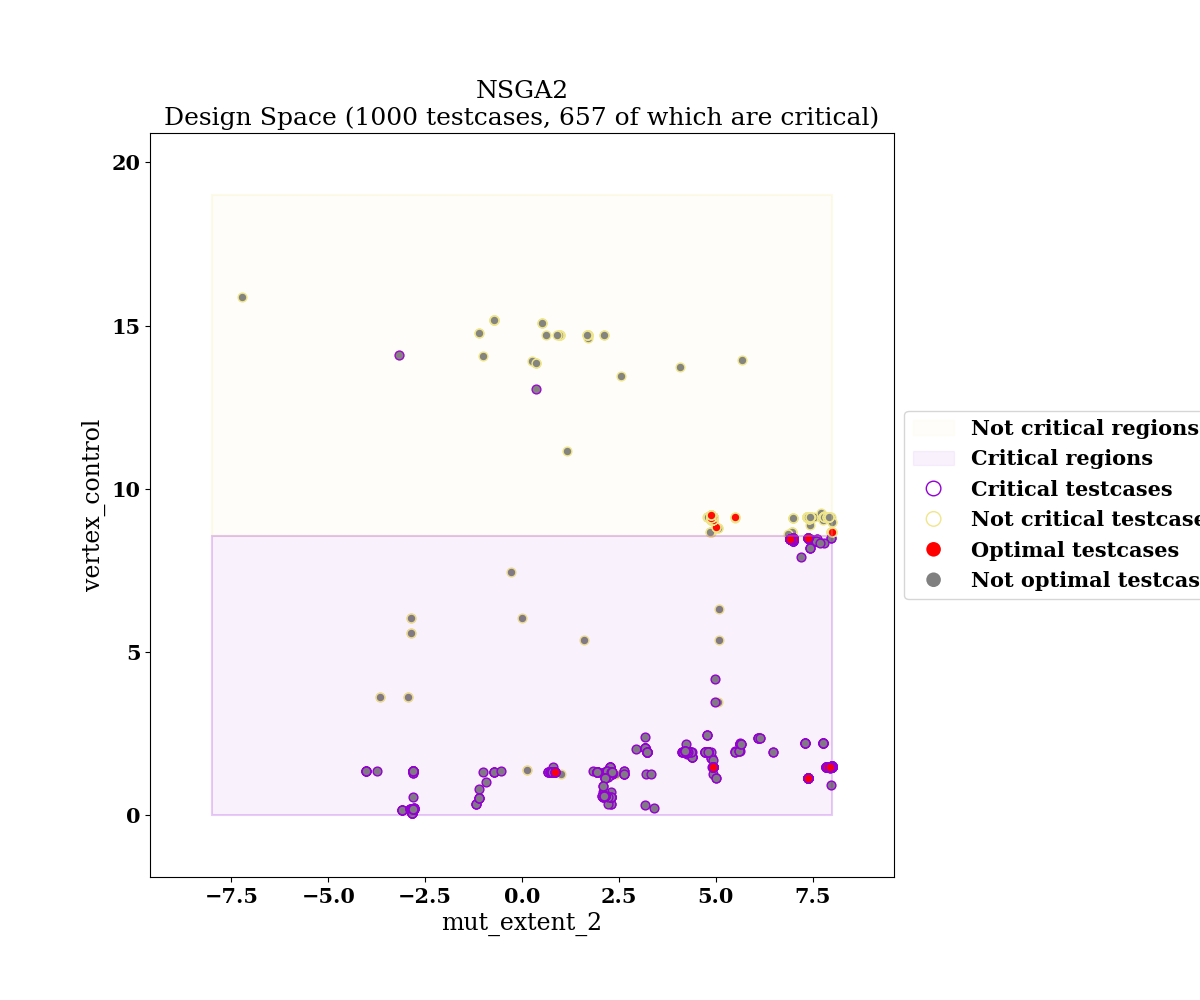 NSGA2
Design Space (1000 testcases, 657 of which are critical)
20
15
10
5
0
vertex_control
−7.5
−5.0
−2.5
0.0
2.5
5.0
7.5
mut_extent_2
Not critical regions
Critical regions
Critical testcases
Not critical testcase
Optimal testcases
Not optimal testcas